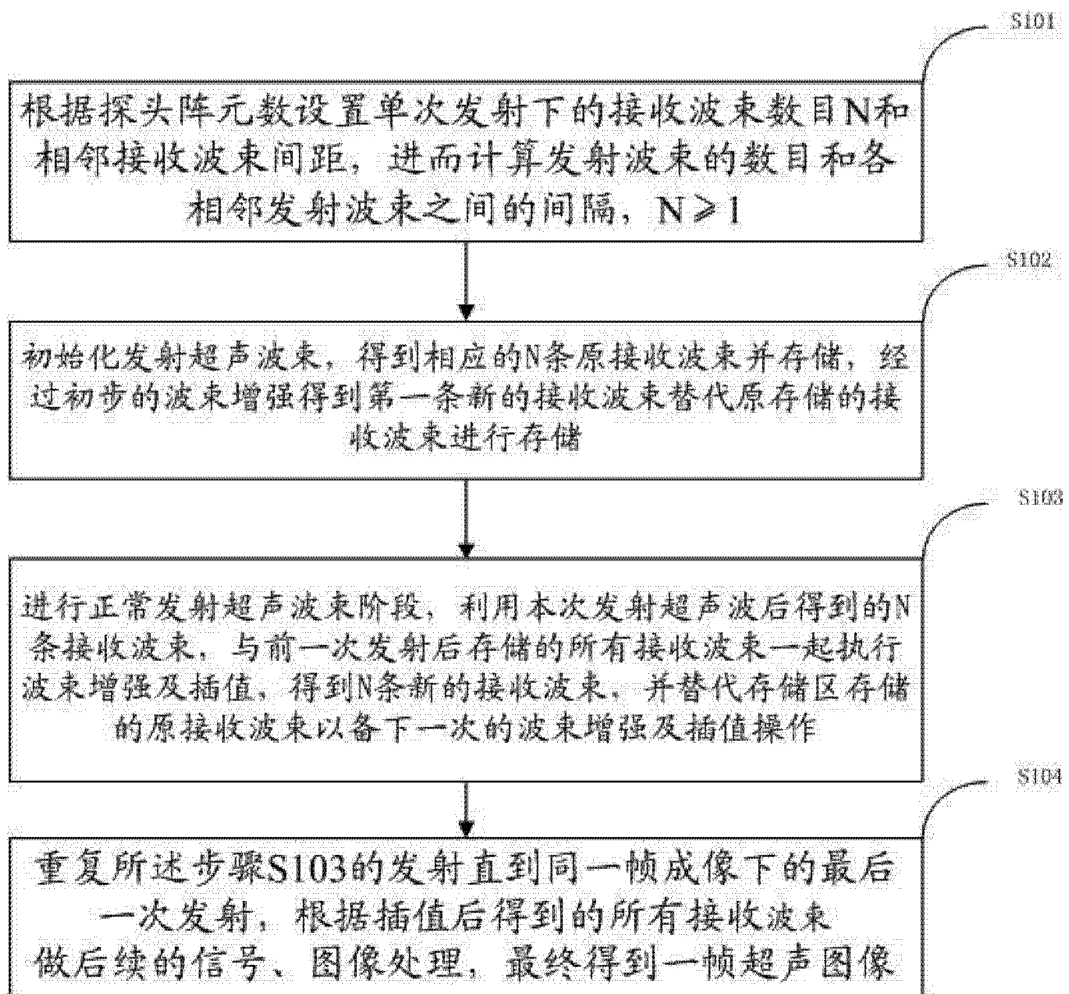 S101
根据探头阵元数设置单次发射下的接收波束数目N和
相邻接收波束间距，进而计算发射波束的数目和各
相邻发射波束之间的间隔，N≥1
S102
初始化发射超声波束，得到相应的N条原接收波束并存储，经
过初步的波束增强得到第一条新的接收波束替代原存储的接
收波束进行存储
S103
进行正常发射超声波束阶段，利用本次发射超声波后得到的N
条接收波束，与前一次发射后存储的所有接收波束一起执行
波束增强及插值，得到N条新的接收波束，并替代存储区存储
的原接收波束以备下一次的波束增强及插值操作
S104
重复所述步骤S103的发射直到同一帧成像下的最后
一次发射，根据插值后得到的所有接收波束
做后续的信号、图像处理，最终得到一帧超声图像